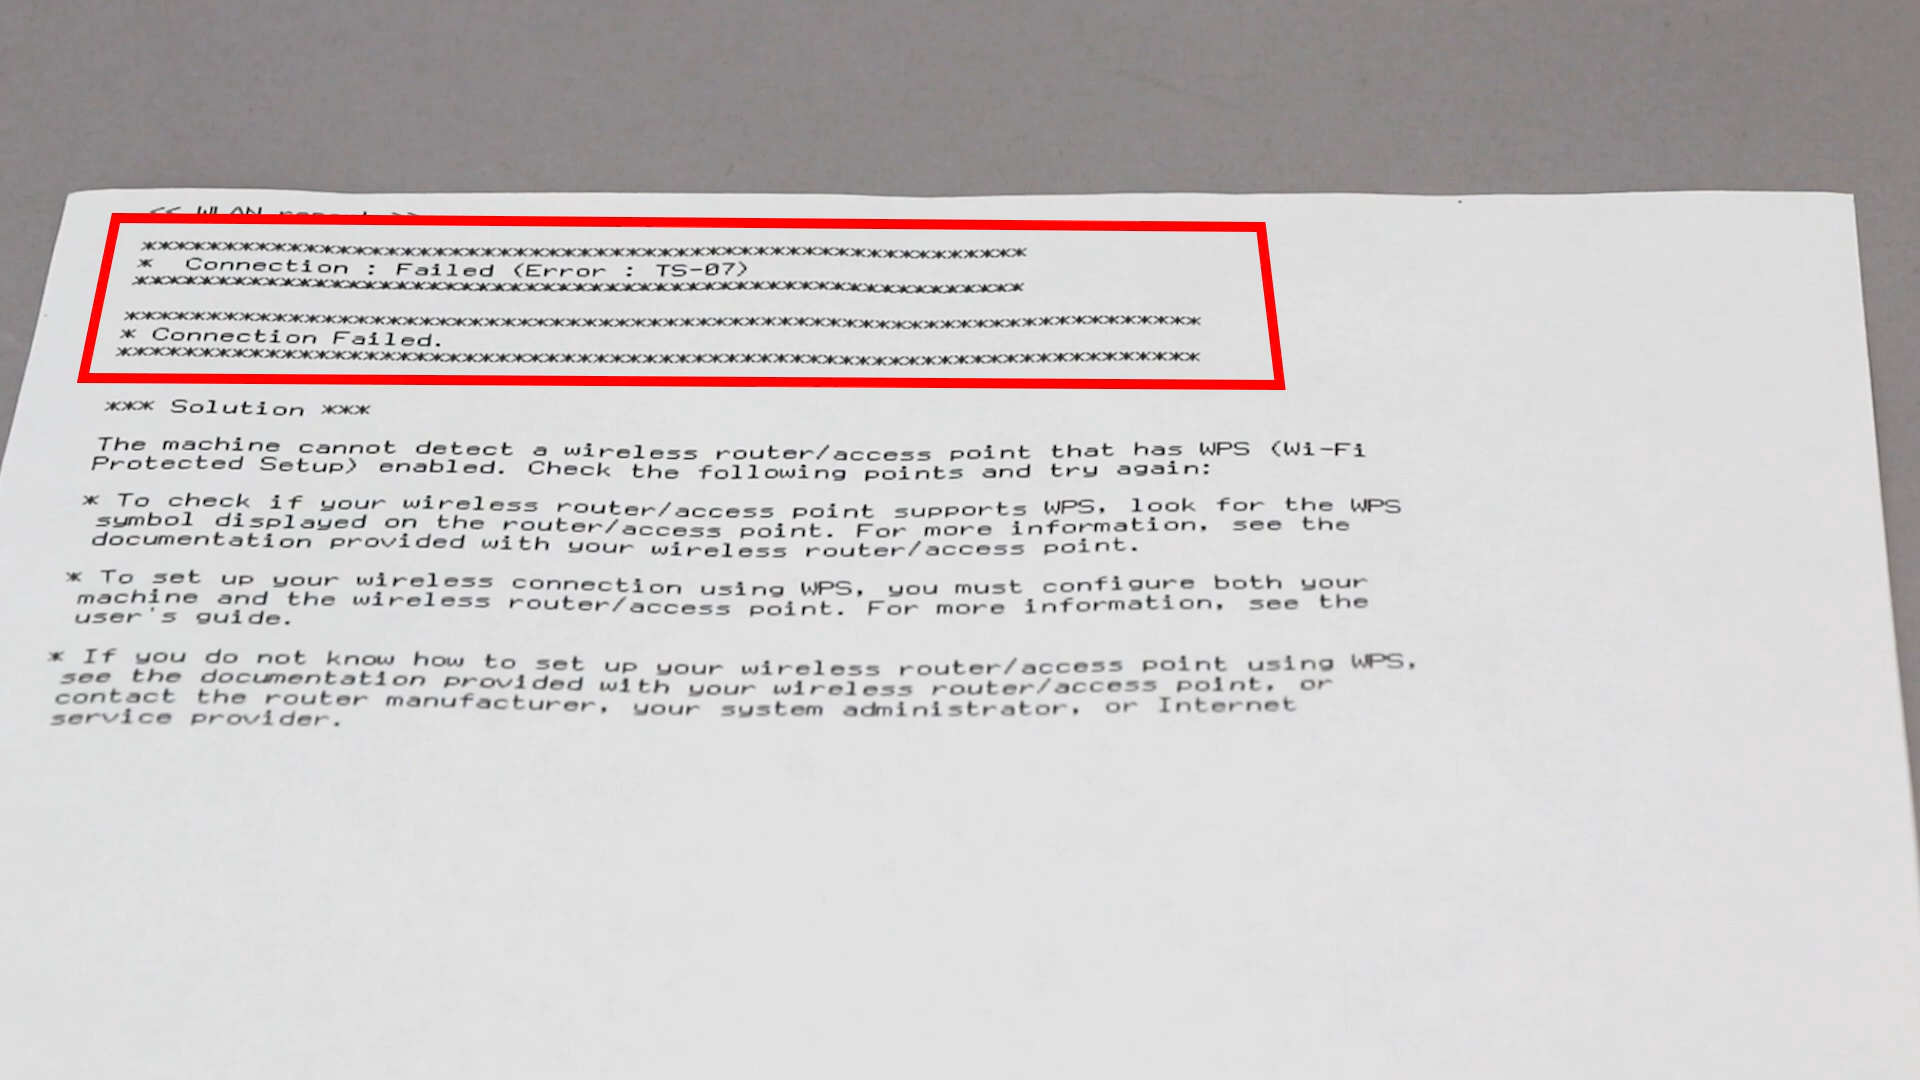 << WLAN report >>
******************************************************
*  Connection : Failed (Error : TS-07)
******************************************************
******************************************************************
* Connection Failed.
******************************************************************
*** Solution ***
The machine cannot detect a wireless router/access point that has WPS (Wi-Fi
Protected Setup) enabled. Check the following points and try again:
* To check if your wireless router/access point supports WPS, look for the WPS
symbol displayed on the router/access point. For more information, see the
documentation provided with your wireless router/access point.
* To set up your wireless connection using WPS, you must configure both your
machine and the wireless router/access point. For more information, see the
user's guide.
* If you do not know how to set up your wireless router/access point using WPS,
see the documentation provided with your wireless router/access point, or
contact the router manufacturer, your system administrator, or Internet
service provider.